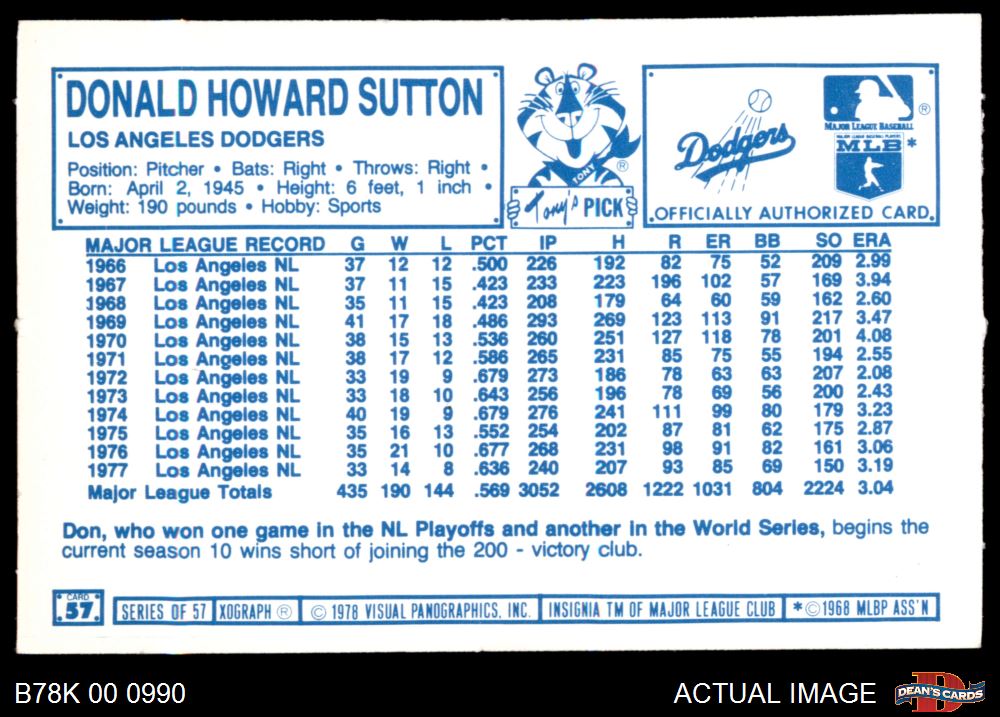 DONALD HOWARD SUTTON
LOS ANGELES DODGERS
Position: Pitcher • Bats: Right • Throws: Right •
Born: April 2, 1945 • Height: 6 feet, 1 inch •
Weight: 190 pounds • Hobby: Sports
TONY
®
Tony's PICK
Dodgers
®
MAJOR LEAGUE BASEBALL
MAJOR LEAGUE BASEBALL PLAYERS
MLB *
OFFICIALLY AUTHORIZED CARD
MAJOR LEAGUE RECORD G W L PCT IP H R ER BB SO ERA
1966 Los Angeles NL 37 12 12 .500 226 192 82 75 52 209 2.99
1967 Los Angeles NL 37 11 15 .423 233 223 196 102 57 169 3.94
1968 Los Angeles NL 35 11 15 .423 208 179 64 60 59 162 2.60
1969 Los Angeles NL 41 17 18 .486 293 269 123 113 91 217 3.47
1970 Los Angeles NL 38 15 13 .536 260 251 127 118 78 201 4.08
1971 Los Angeles NL 38 17 12 .586 265 231 85 75 55 194 2.55
1972 Los Angeles NL 33 19 9 .679 273 186 78 63 63 207 2.08
1973 Los Angeles NL 33 18 10 .643 256 196 78 69 56 200 2.43
1974 Los Angeles NL 40 19 9 .679 276 241 111 99 80 179 3.23
1975 Los Angeles NL 35 16 13 .552 254 202 87 81 62 175 2.87
1976 Los Angeles NL 35 21 10 .677 268 231 98 91 82 161 3.06
1977 Los Angeles NL 33 14 8 .636 240 207 93 85 69 150 3.19
Major League Totals 435 190 144 .569 3052 2608 1222 1031 804 2224 3.04
Don, who won one game in the NL Playoffs and another in the World Series, begins the
current season 10 wins short of joining the 200 - victory club.
CARD
57
SERIES OF 57 XOGRAPH ® © 1978 VISUAL PANOGRAPHICS, INC. INSIGNIA TM OF MAJOR LEAGUE CLUB *©1968 MLBP ASS'N
B78K 00 0990
ACTUAL IMAGE
D
DEAN'S CARDS